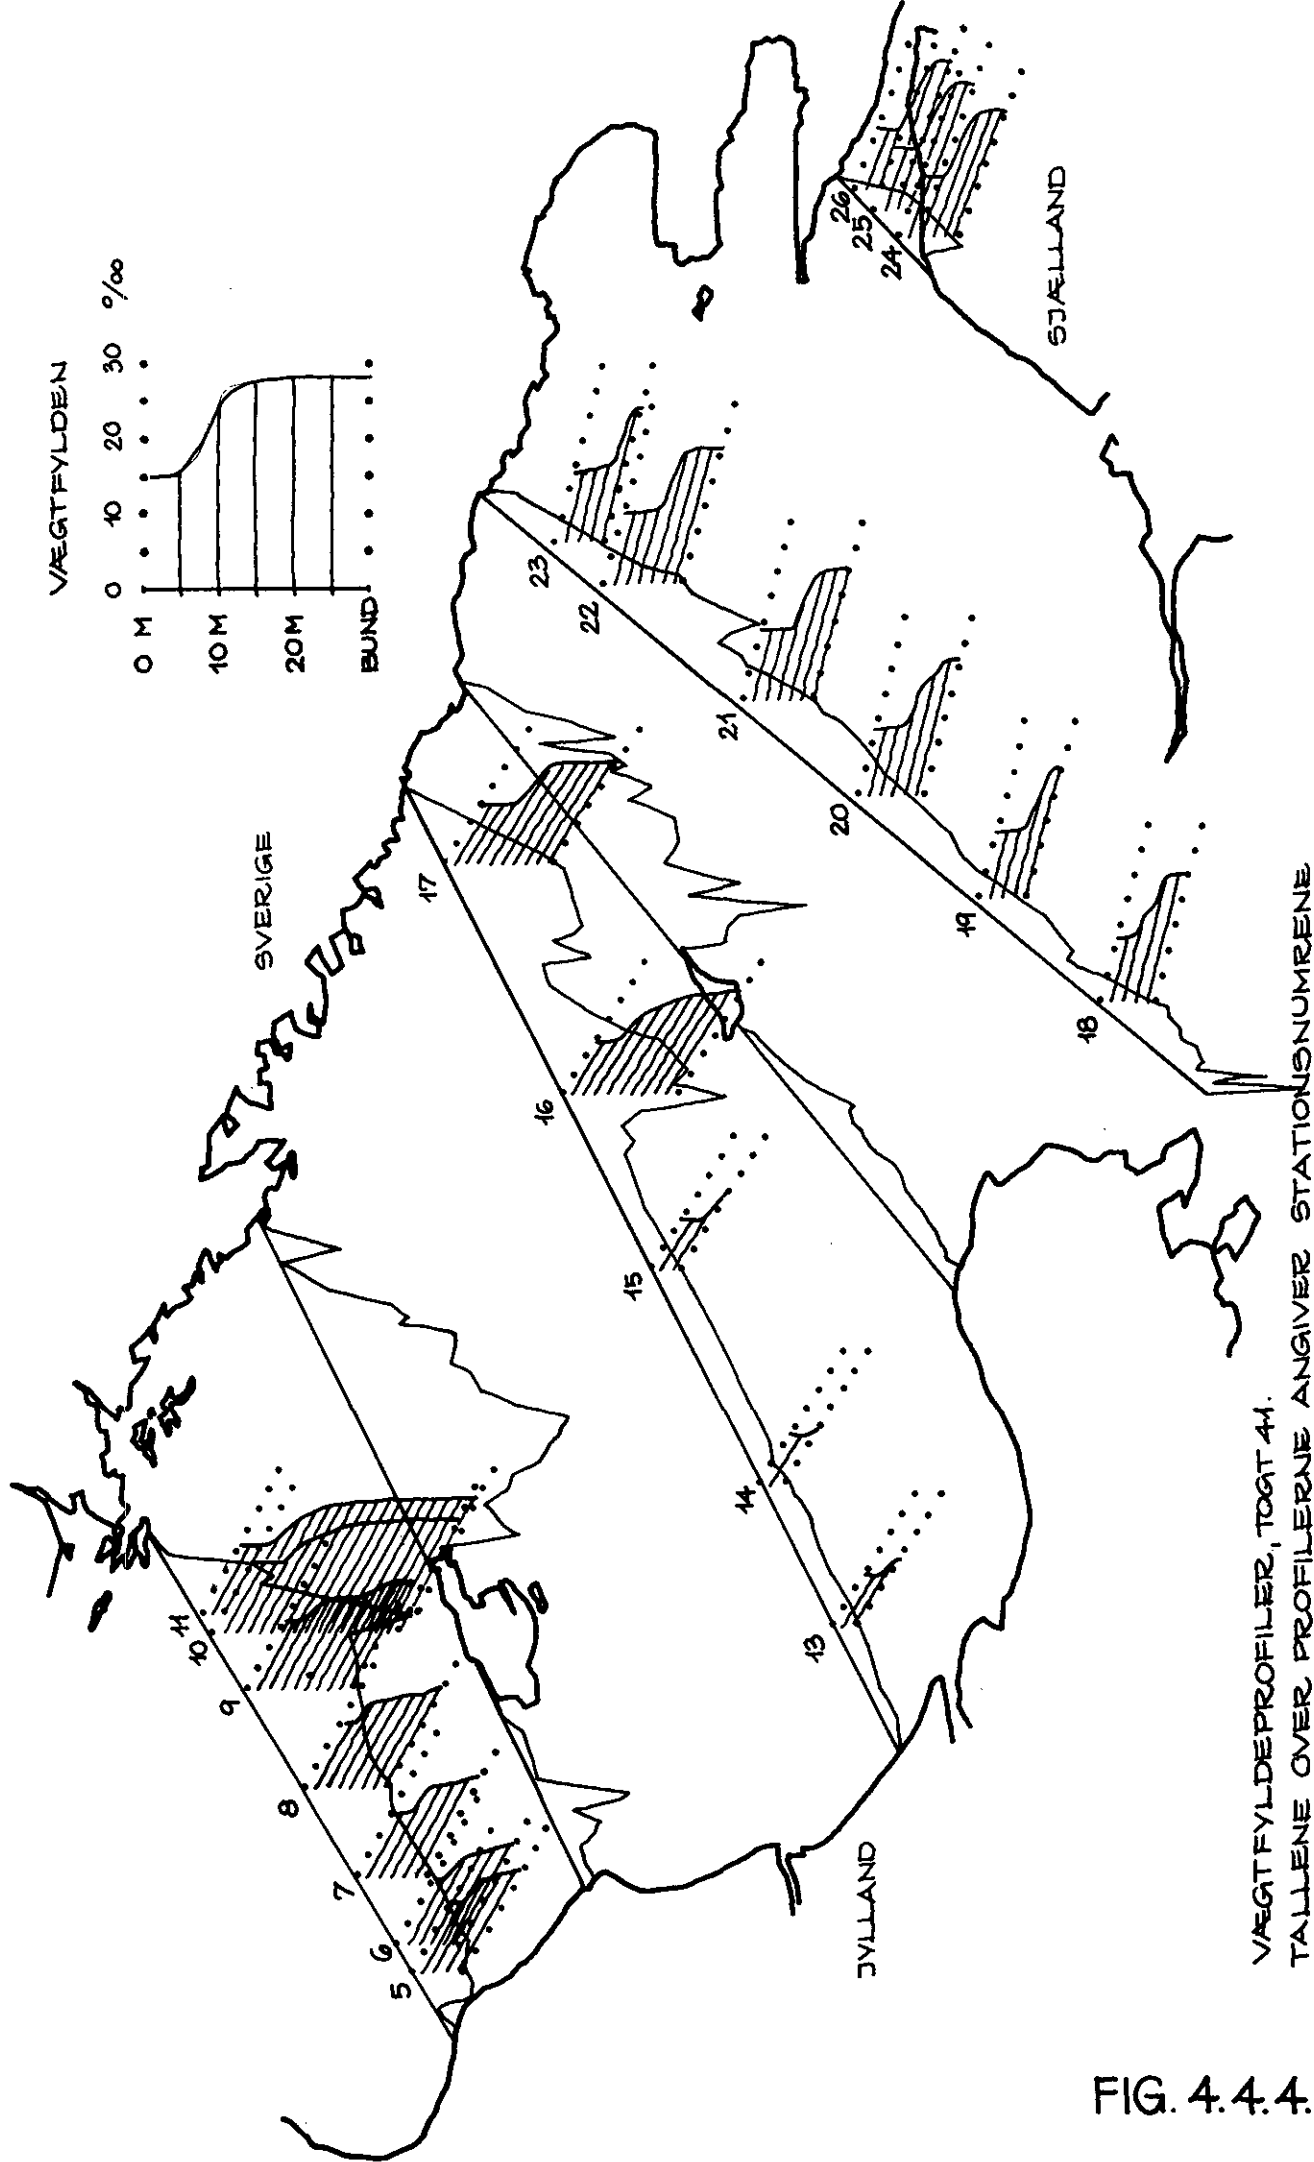 VÆGTFYLDEN
0 10 20 30 ‰
0 M
10 M
20 M
BUND
SVERIGE
JYLLAND
SJÆLLAND
5
6
7
8
9
10
11
13
14
15
16
17
18
19
20
21
22
23
24
25
26
VÆGTFYLDEPROFILER, TOGT 41.
TALLENE OVER PROFILERNE ANGIVER STATIONSNUMRENE
FIG. 4.4.4.